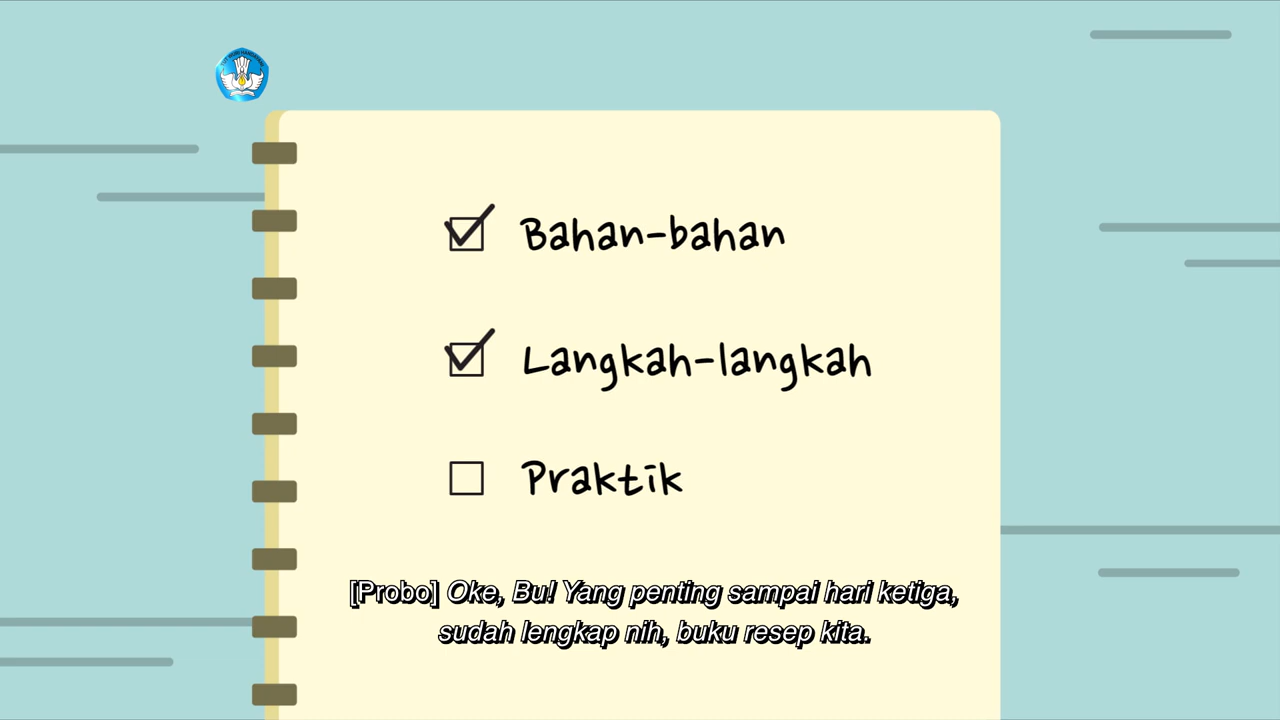 Bahan-bahan
Langkah-langkah
Praktik
[Probo] Oke, Bu! Yang penting sampai hari ketiga,
sudah lengkap nih, buku resep kita.